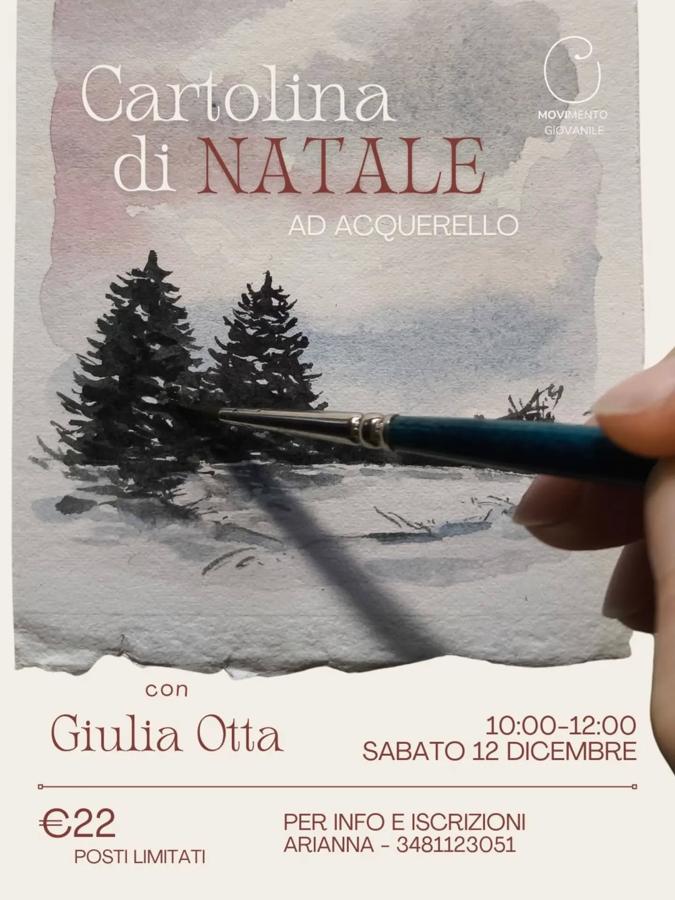 Cartolina
di NATALE
AD ACQUERELLO
MOVIMENTO
GIOVANILE
con
Giulia Otta
10:00-12:00
SABATO 12 DICEMBRE
€22
POSTI LIMITATI
PER INFO E ISCRIZIONI
ARIANNA - 3481123051